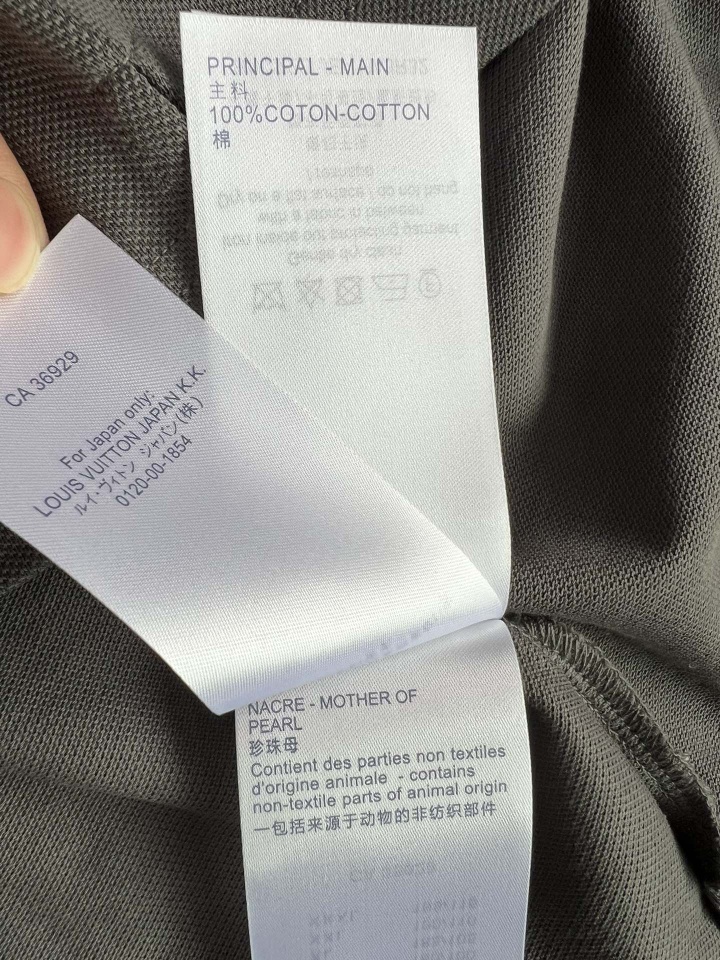 PRINCIPAL - MAIN
主料
100%COTON-COTTON
棉
CA 36929
For Japan only:
LOUIS VUITTON JAPAN K.K.
ルイ・ヴィトン ジャパン(株)
0120-00-1854
NACRE - MOTHER OF
PEARL
珍珠母
Contient des parties non textiles
d'origine animale - contains
non-textile parts of animal origin
一包括来源于动物的非纺织部件